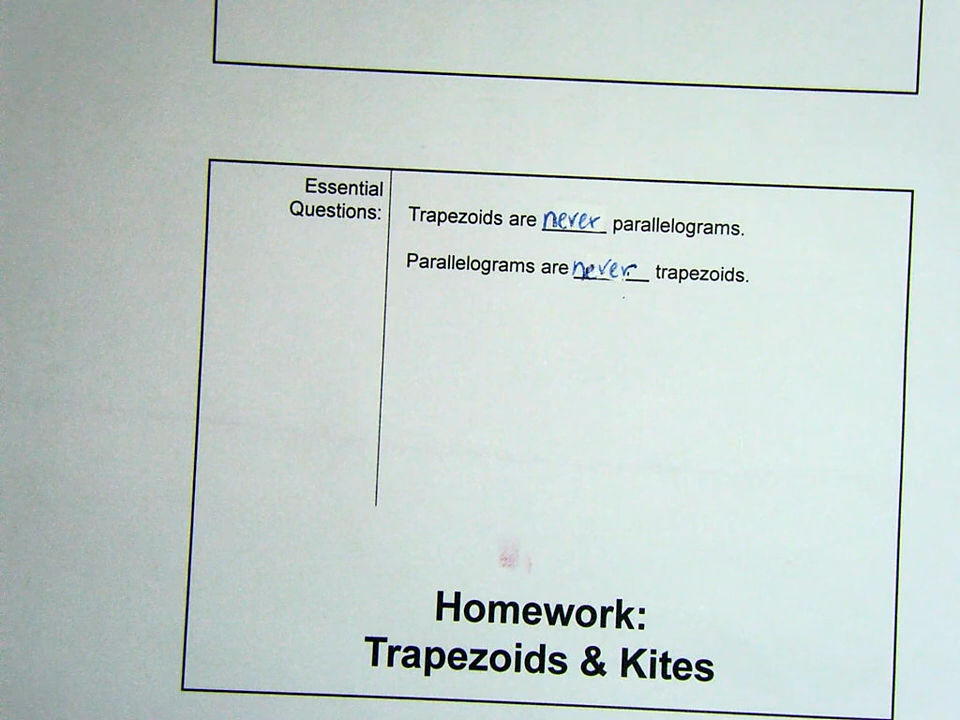 Essential
Questions:
Trapezoids are never parallelograms.
Parallelograms are never trapezoids.
Homework:
Trapezoids & Kites